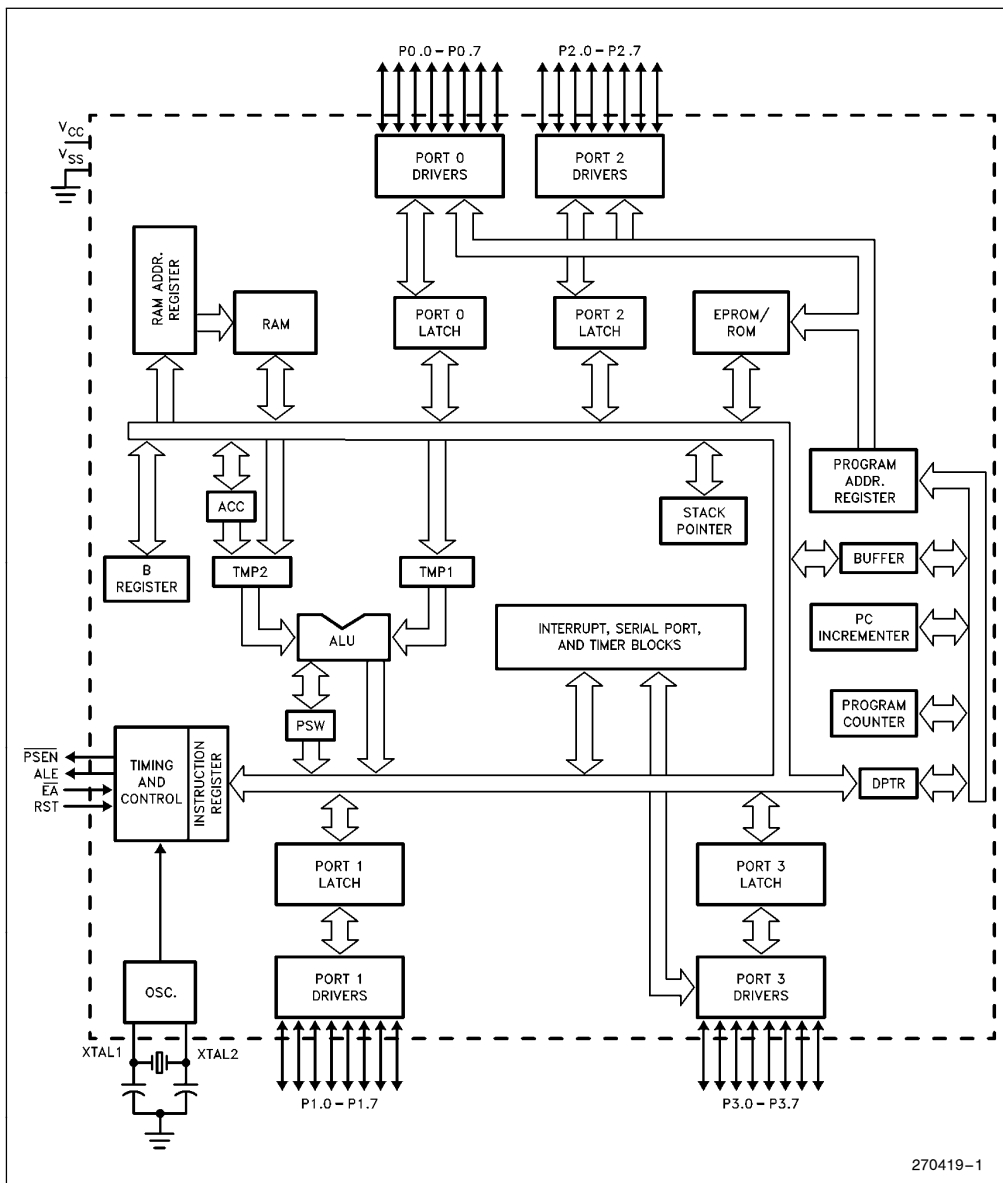 P0.0–P0.7
P2.0–P2.7
VCC
VSS
PORT 0
DRIVERS
PORT 2
DRIVERS
RAM ADDR.
REGISTER
RAM
PORT 0
LATCH
PORT 2
LATCH
EPROM/
ROM
ACC
STACK
POINTER
PROGRAM
ADDR.
REGISTER
B
REGISTER
TMP2
TMP1
BUFFER
ALU
INTERRUPT, SERIAL PORT,
AND TIMER BLOCKS
PC
INCREMENTER
PSW
PROGRAM
COUNTER
PSEN
ALE
EA
RST
TIMING
AND
CONTROL
INSTRUCTION
REGISTER
DPTR
PORT 1
LATCH
PORT 3
LATCH
OSC.
PORT 1
DRIVERS
PORT 3
DRIVERS
XTAL1
XTAL2
P1.0–P1.7
P3.0–P3.7
270419–1